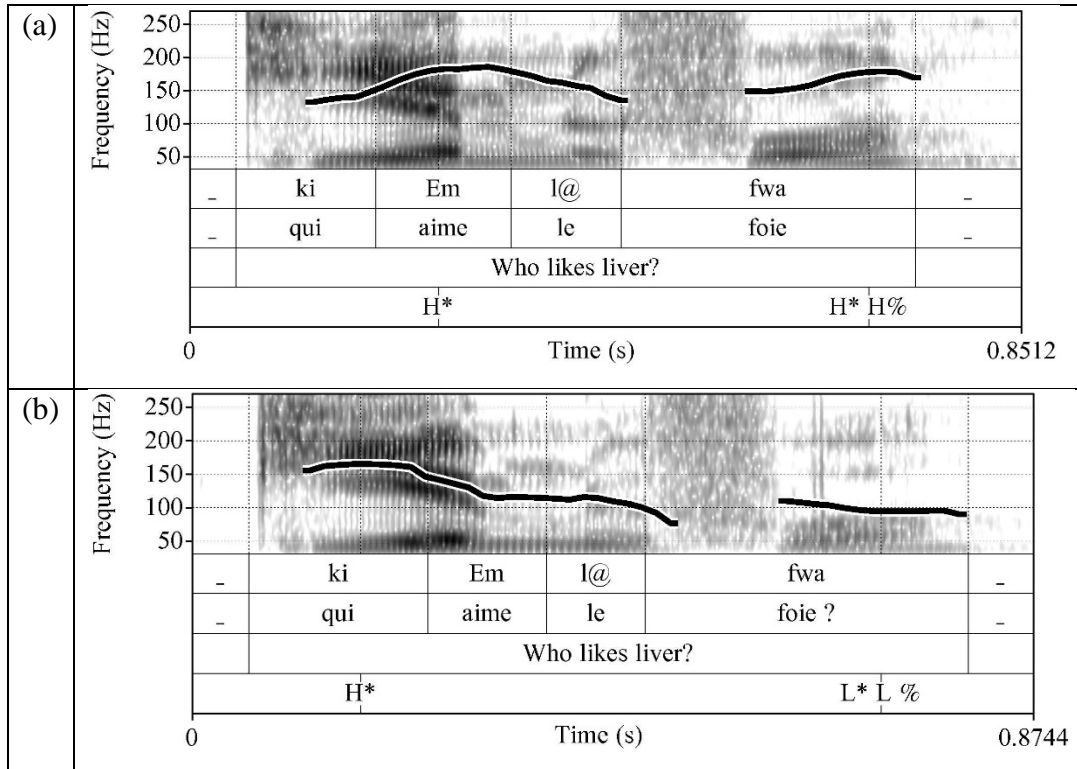 (a)
Frequency (Hz)
250
200
150
100
50
– ki Em l@ fwa –
– qui aime le foie –
Who likes liver?
H* H* H%
0 Time (s) 0.8512
(b)
Frequency (Hz)
250
200
150
100
50
– ki Em l@ fwa –
– qui aime le foie ? –
Who likes liver?
H* L* L %
0 Time (s) 0.8744